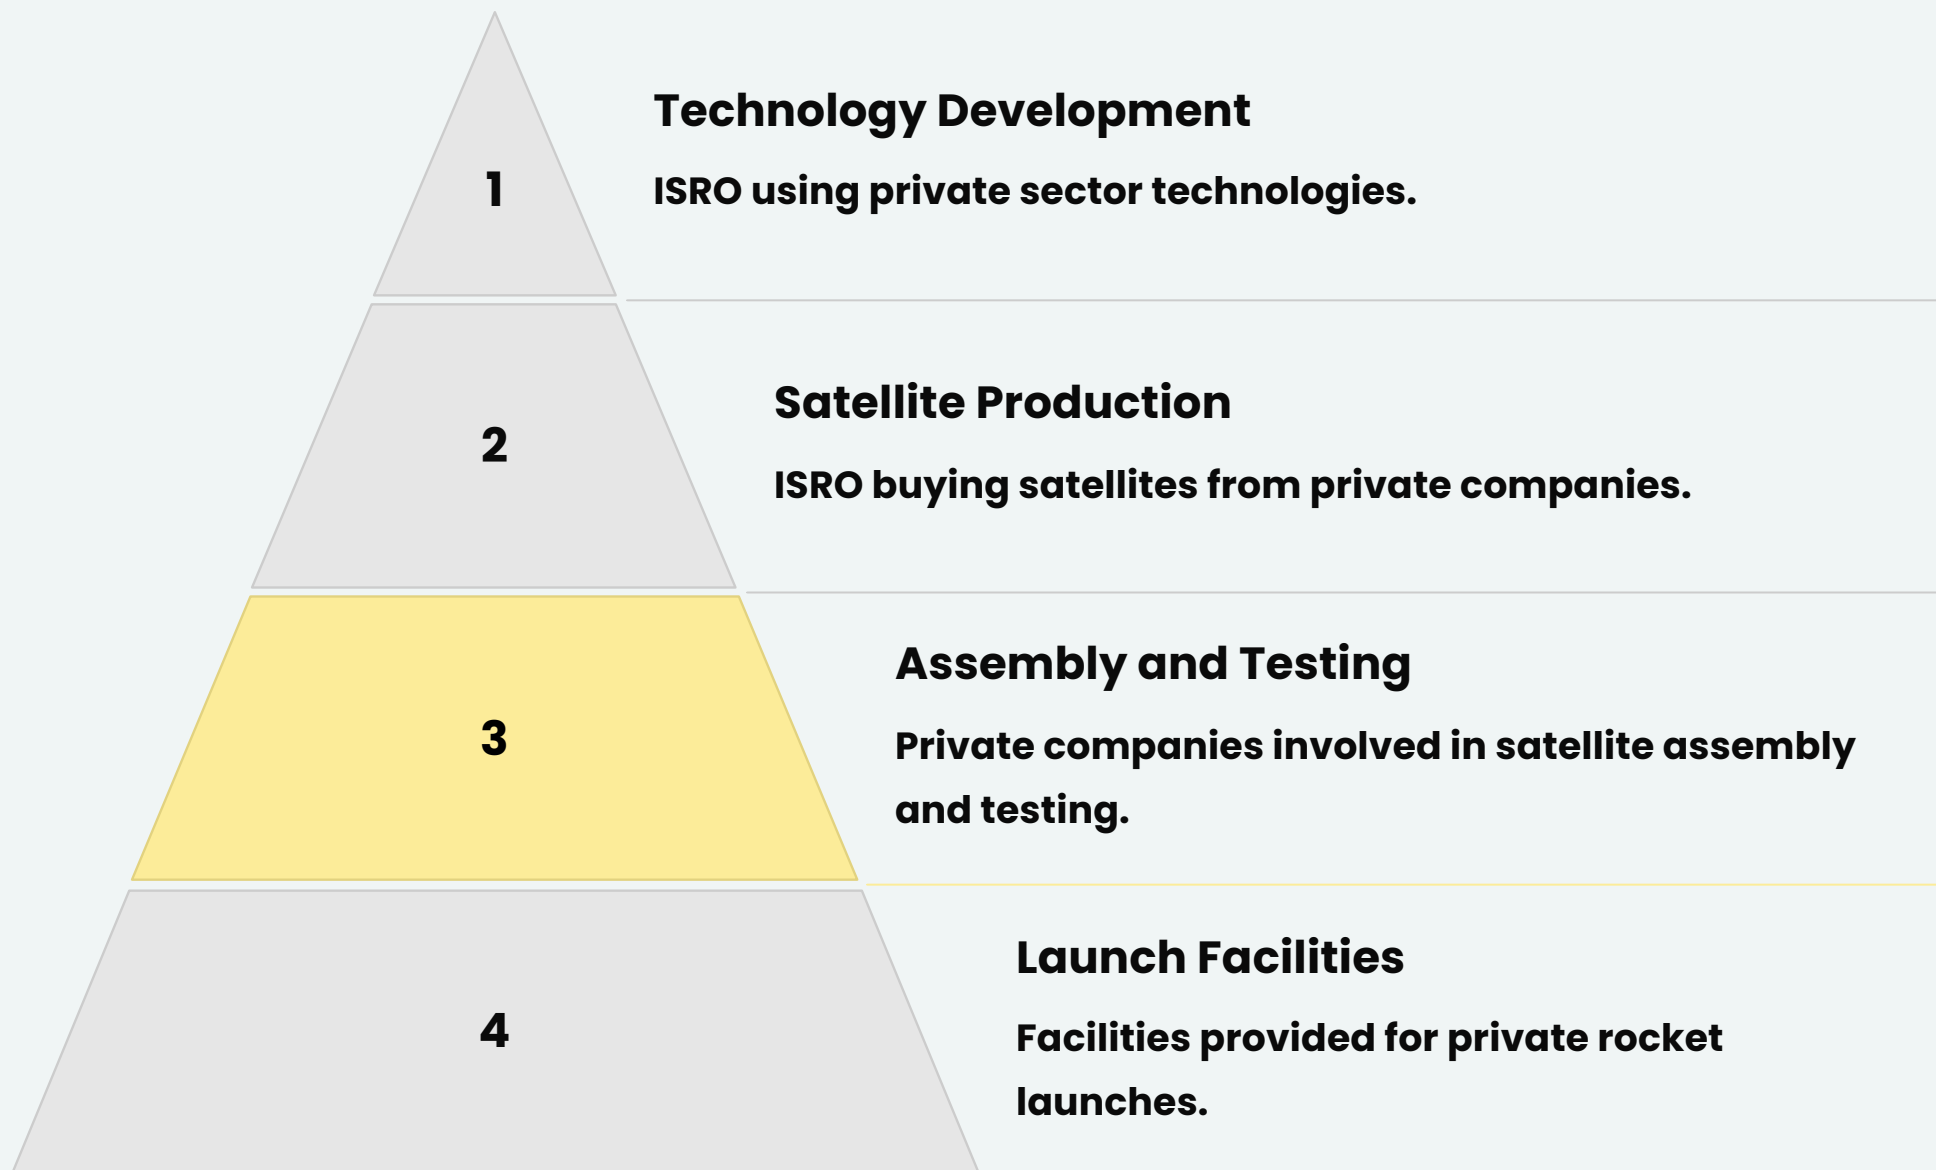 1
Technology Development
ISRO using private sector technologies.
2
Satellite Production
ISRO buying satellites from private companies.
3
Assembly and Testing
Private companies involved in satellite assembly
and testing.
4
Launch Facilities
Facilities provided for private rocket
launches.